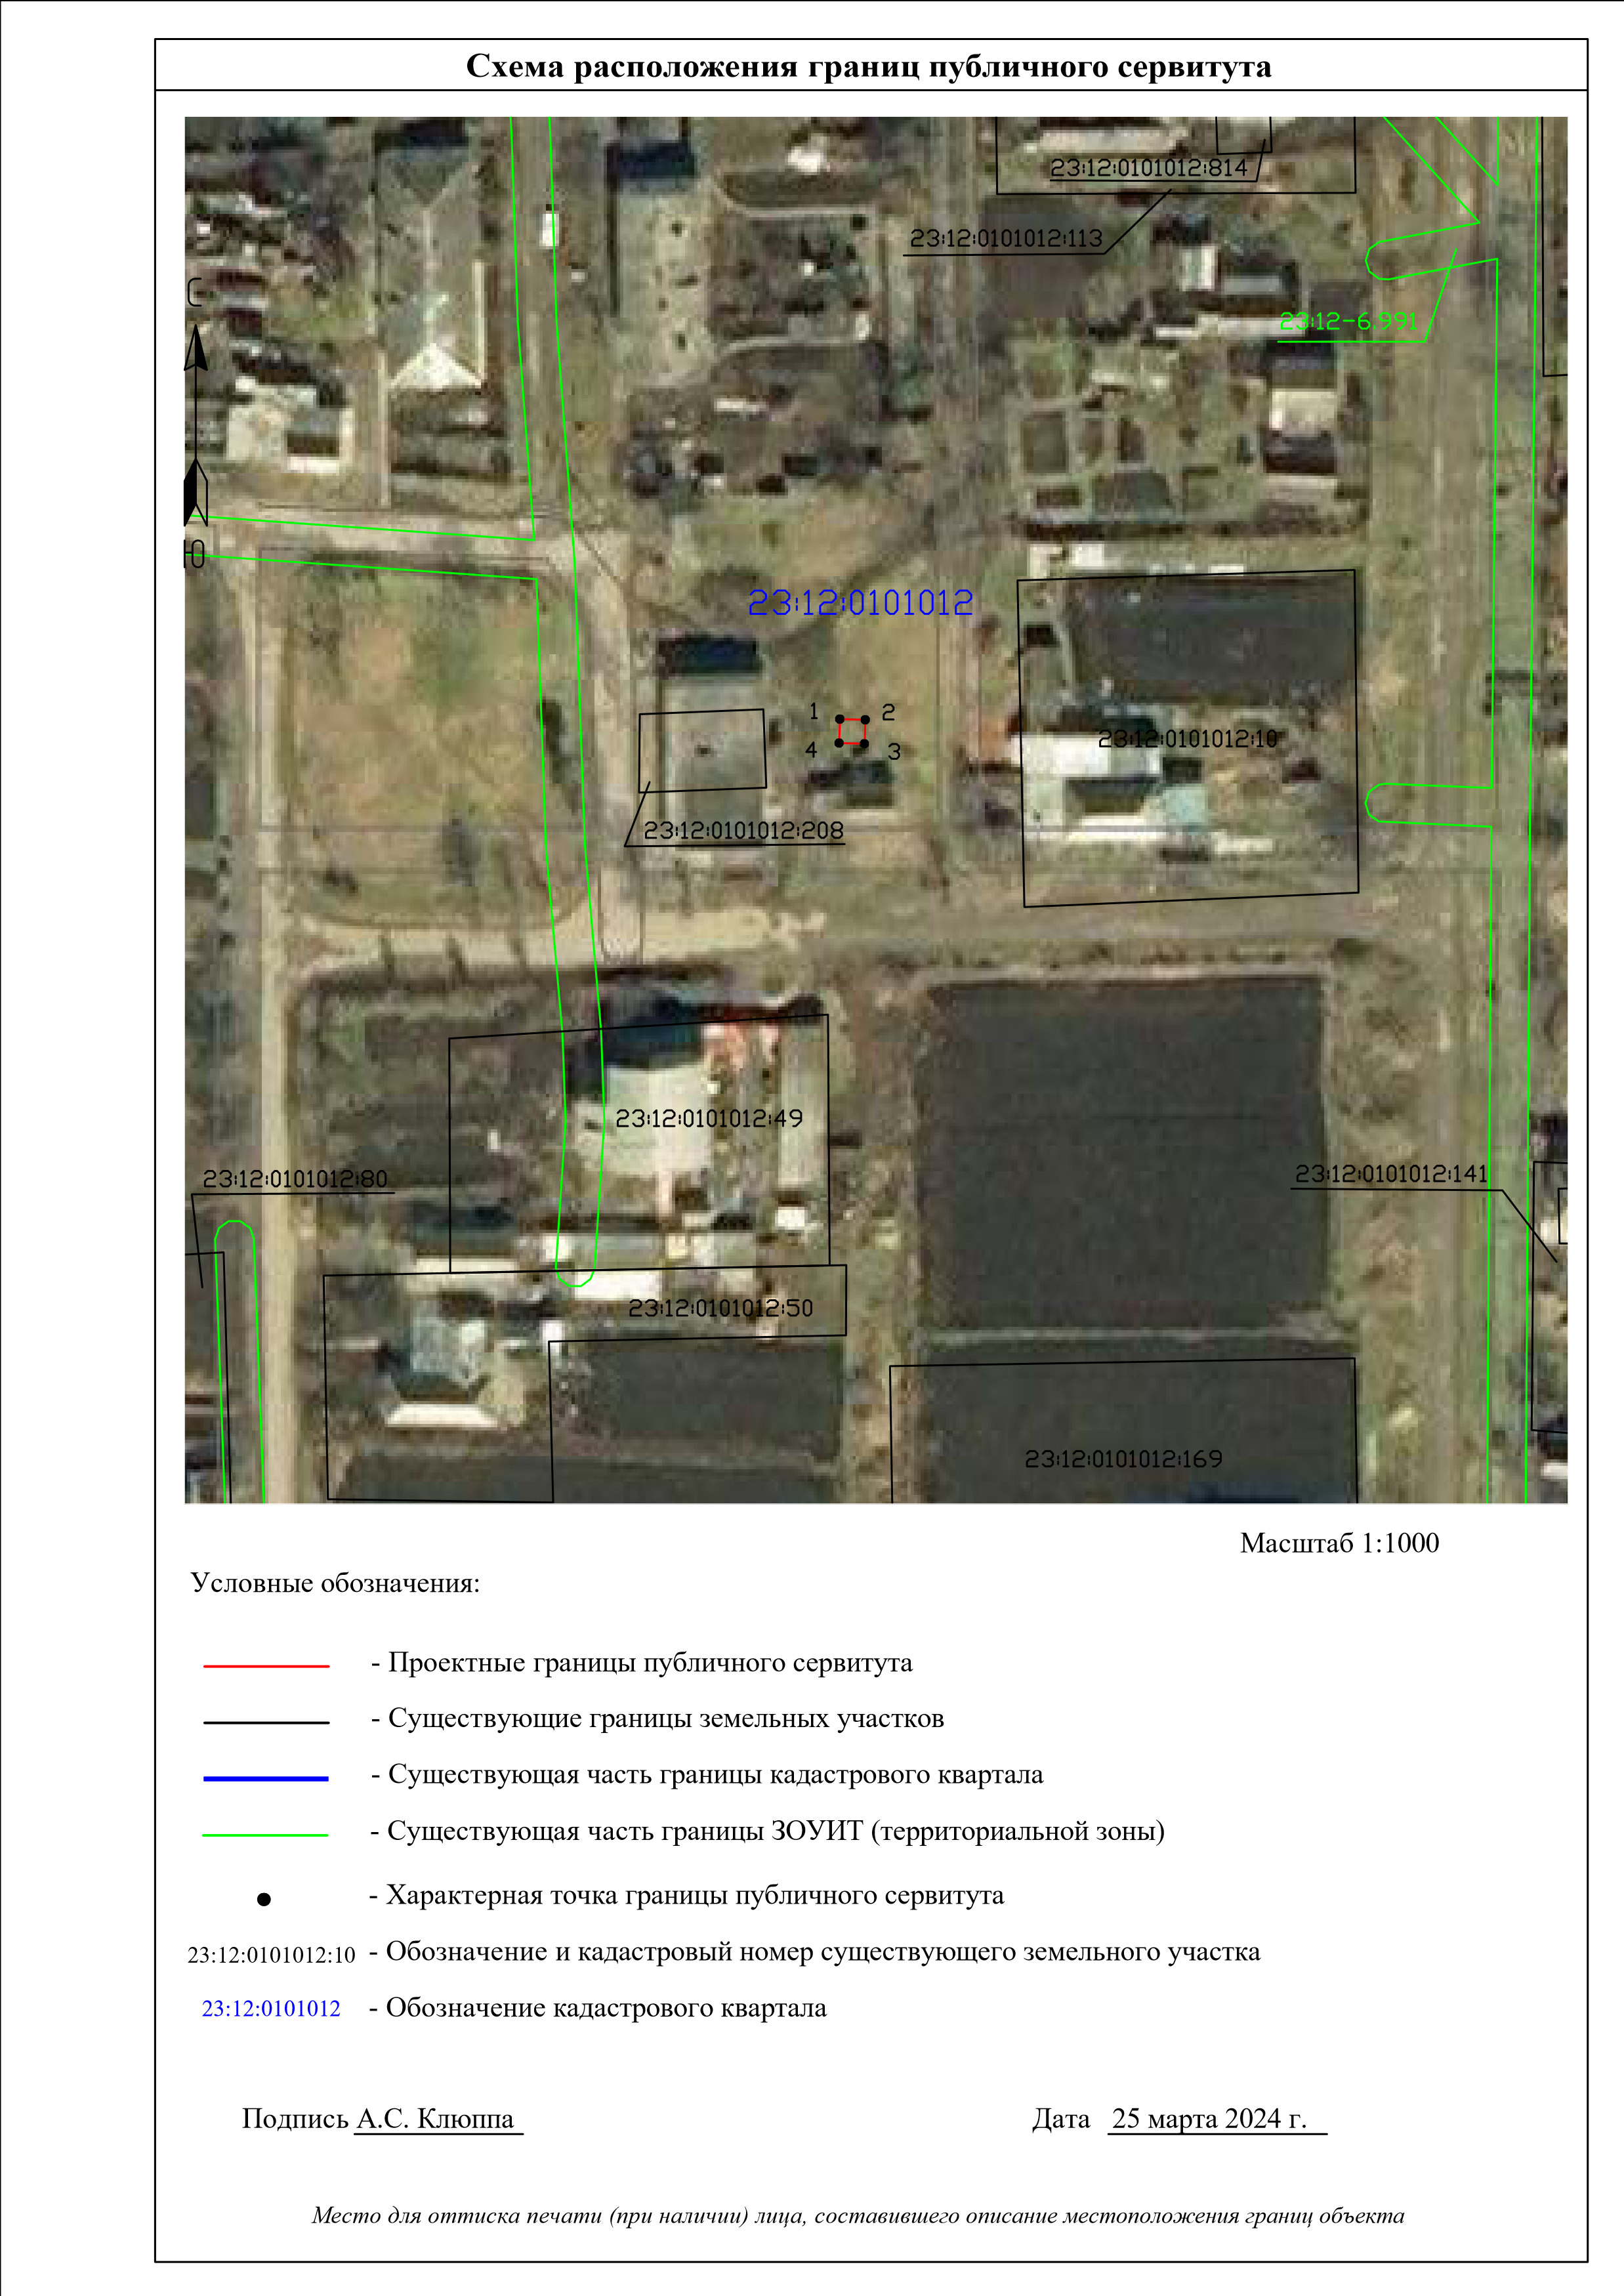 Схема расположения границ публичного сервитута
23:12:0101012:814
23:12:0101012:113
С
23:12-6.991
Ю
23:12:0101012
1
2
4
3
23:12:0101012:10
23:12:0101012:208
23:12:0101012:49
23:12:0101012:80
23:12:0101012:141
23:12:0101012:50
23:12:0101012:169
Масштаб 1:1000
Условные обозначения:
- Проектные границы публичного сервитута
- Существующие границы земельных участков
- Существующая часть границы кадастрового квартала
- Существующая часть границы ЗОУИТ (территориальной зоны)
- Характерная точка границы публичного сервитута
23:12:0101012:10 - Обозначение и кадастровый номер существующего земельного участка
23:12:0101012 - Обозначение кадастрового квартала
Подпись А.С. Клюппа Дата 25 марта 2024 г.
Место для оттиска печати (при наличии) лица, составившего описание местоположения границ объекта